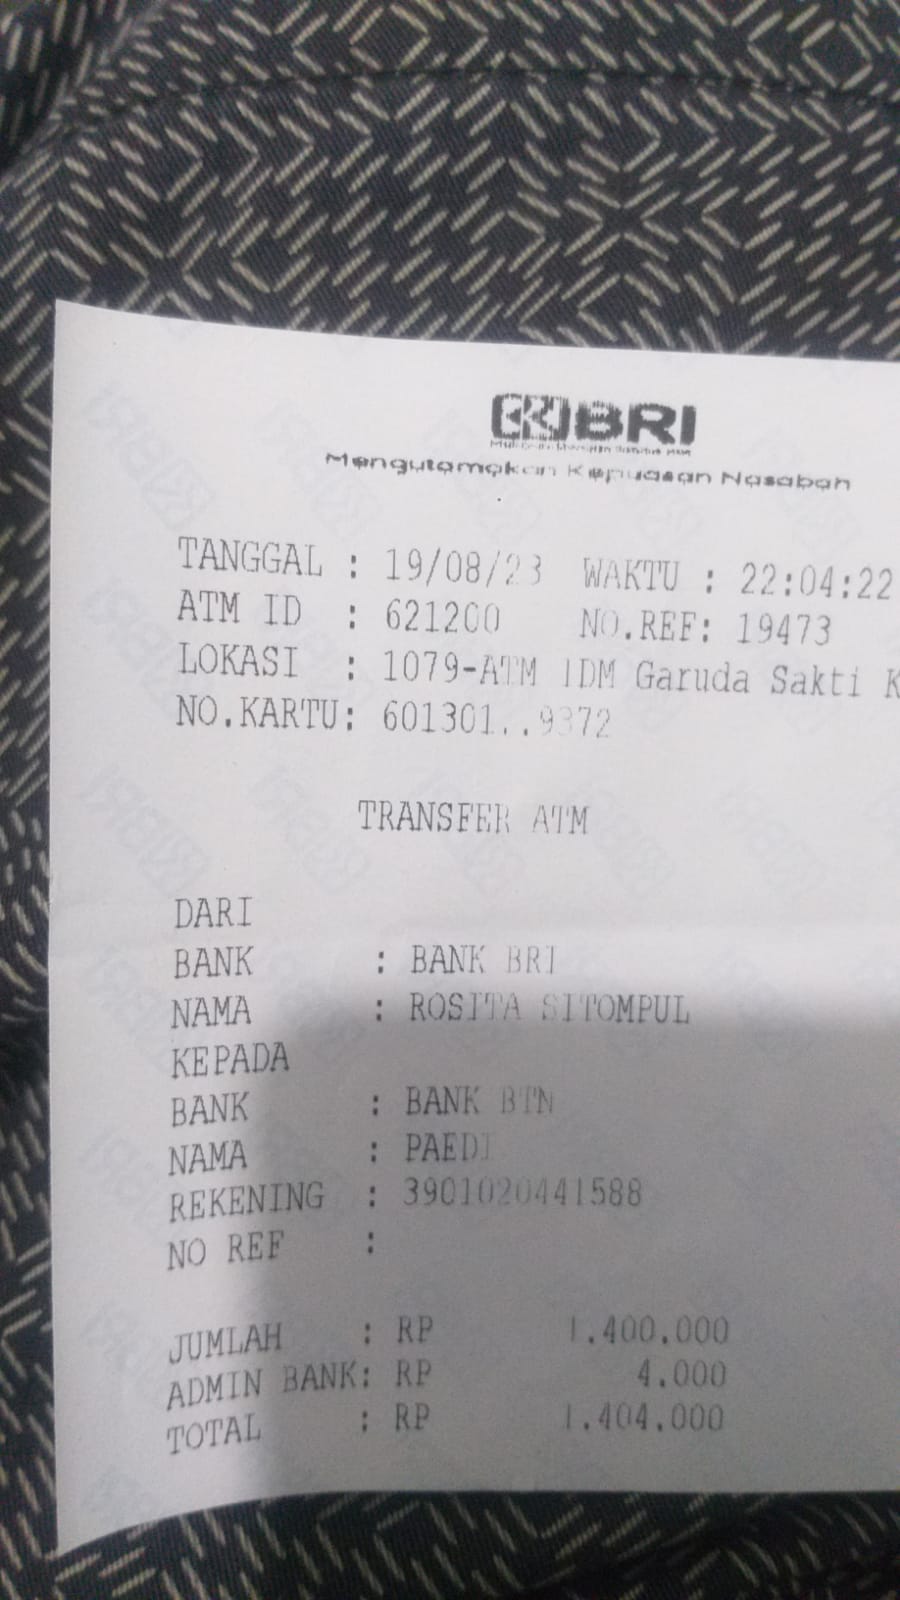 BRI
Mengutamakan Kepuasan Nasabah
TANGGAL : 19/08/23 WAKTU : 22:04:22
ATM ID : 621200 NO.REF: 19473
LOKASI : 1079-ATM IDM Garuda Sakti K
NO.KARTU: 601301..9372
TRANSFER ATM
DARI
BANK : BANK BRI
NAMA : ROSITA SITOMPUL
KEPADA
BANK : BANK BTN
NAMA : PAEDI
REKENING : 3901020441588
NO REF :
JUMLAH : RP 1.400.000
ADMIN BANK: RP 4.000
TOTAL : RP 1.404.000